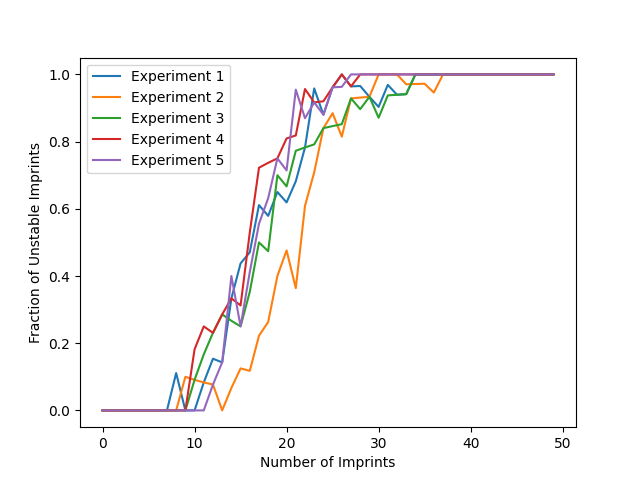 1.0
0.8
0.6
0.4
0.2
0.0
Fraction of Unstable Imprints
Experiment 1
Experiment 2
Experiment 3
Experiment 4
Experiment 5
0 10 20 30 40 50
Number of Imprints